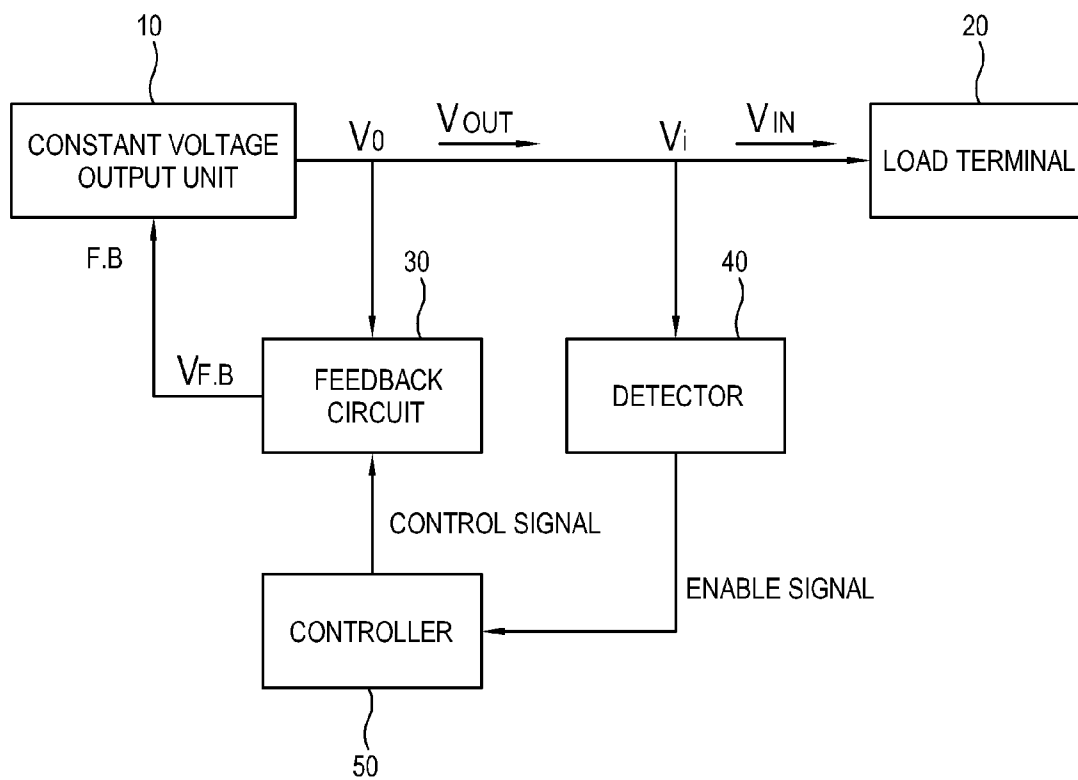 10
20
CONSTANT VOLTAGE
OUTPUT UNIT
V0
VOUT
Vi
VIN
LOAD TERMINAL
F.B
30
40
VF.B
FEEDBACK
CIRCUIT
DETECTOR
CONTROL SIGNAL
ENABLE SIGNAL
CONTROLLER
50